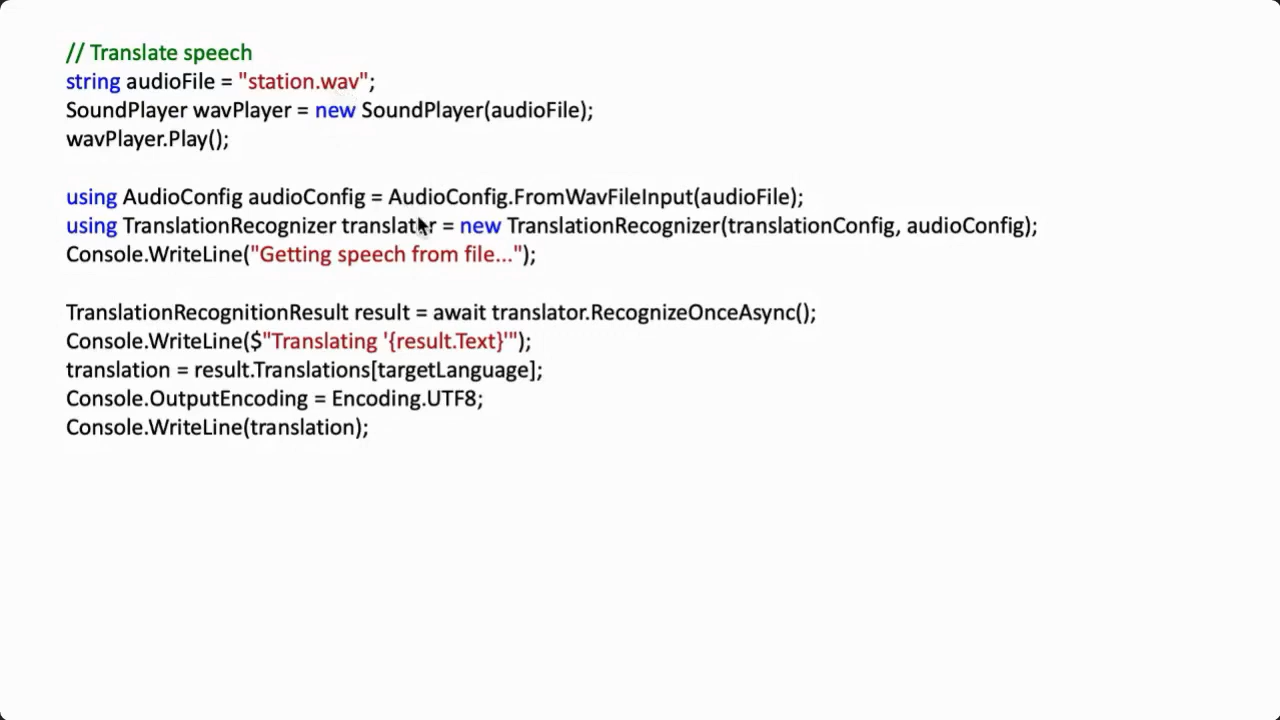 // Translate speech
string audioFile = "station.wav";
SoundPlayer wavPlayer = new SoundPlayer(audioFile);
wavPlayer.Play();
using AudioConfig audioConfig = AudioConfig.FromWavFileInput(audioFile);
using TranslationRecognizer translator = new TranslationRecognizer(translationConfig, audioConfig);
Console.WriteLine("Getting speech from file...");
TranslationRecognitionResult result = await translator.RecognizeOnceAsync();
Console.WriteLine($"Translating '{result.Text}'");
translation = result.Translations[targetLanguage];
Console.OutputEncoding = Encoding.UTF8;
Console.WriteLine(translation);